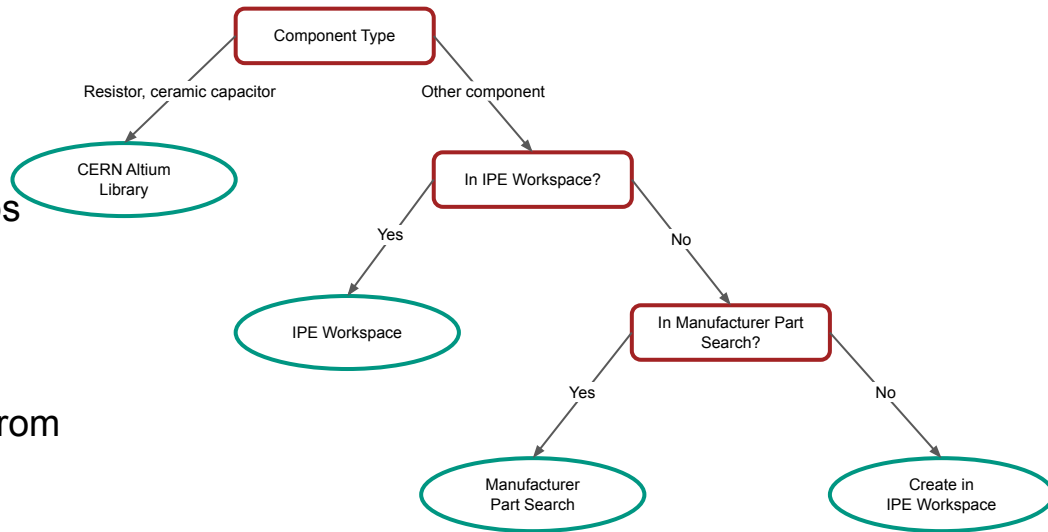 Component Type
Resistor, ceramic capacitor
Other component
CERN Altium
Library
In IPE Workspace?
s
Yes
No
IPE Workspace
In Manufacturer Part
Search?
rom
Yes
No
Manufacturer
Part Search
Create in
IPE Workspace